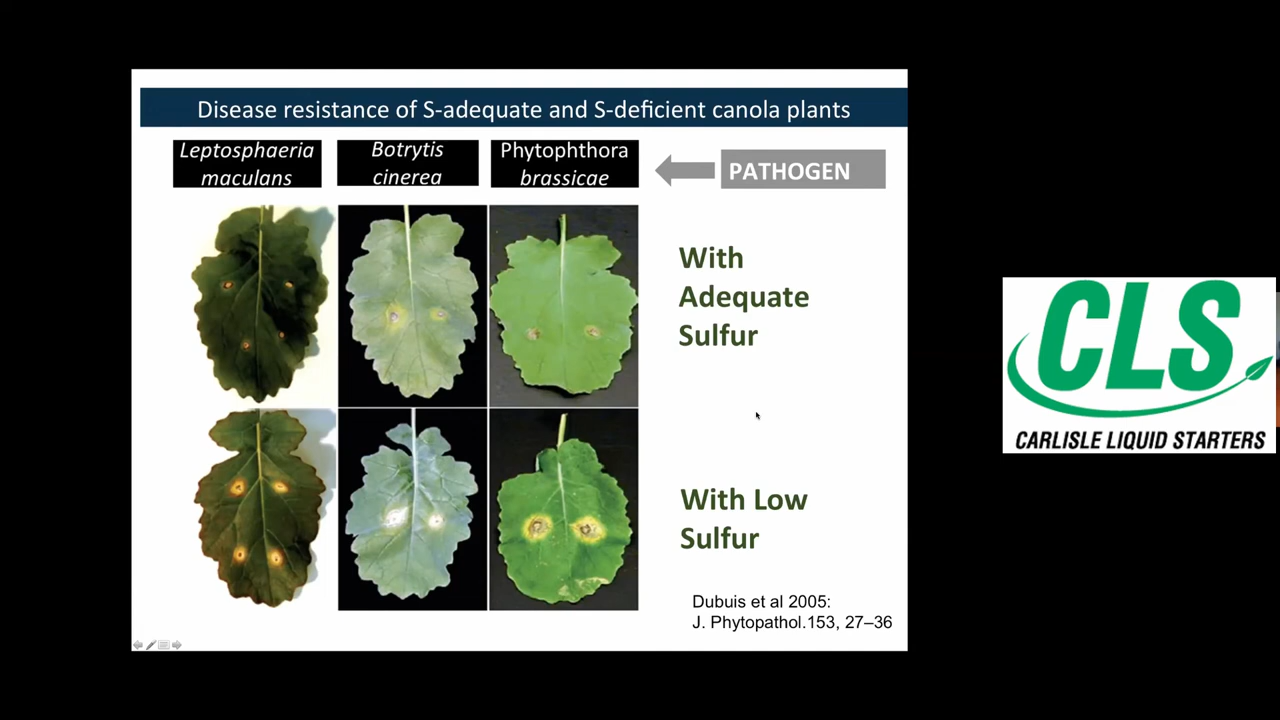 Disease resistance of S-adequate and S-deficient canola plants
Leptosphaeria
maculans
Botrytis
cinerea
Phytophthora
brassicae
PATHOGEN
With
Adequate
Sulfur
With Low
Sulfur
Dubuis et al 2005:
J. Phytopathol.153, 27–36
CLS
CARLISLE LIQUID STARTERS